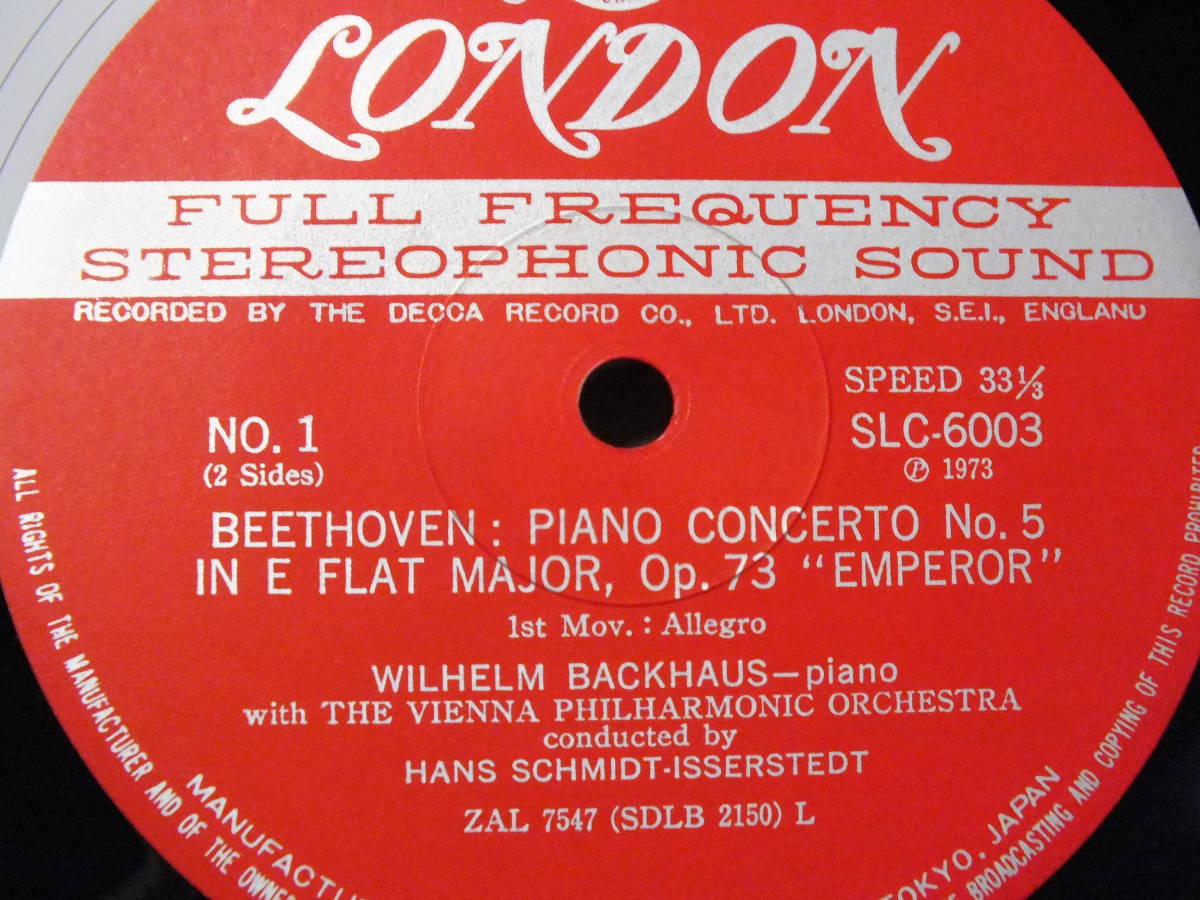 LONDON
FULL FREQUENCY
STEREOPHONIC SOUND
RECORDED BY THE DECCA RECORD CO., LTD. LONDON, S.E.I., ENGLAND
SPEED 33⅓
NO. 1
SLC-6003
(2 Sides)
℗ 1973
BEETHOVEN: PIANO CONCERTO No. 5
IN E FLAT MAJOR, Op. 73 "EMPEROR"
1st Mov.: Allegro
WILHELM BACKHAUS—piano
with THE VIENNA PHILHARMONIC ORCHESTRA
conducted by
HANS SCHMIDT-ISSERSTEDT
ZAL 7547 (SDLB 2150) L
ALL RIGHTS OF THE MANUFACTURER AND OF THE
BROADCASTING AND COPYING OF THIS RECORD PROHIBITED
TOKYO, JAPAN